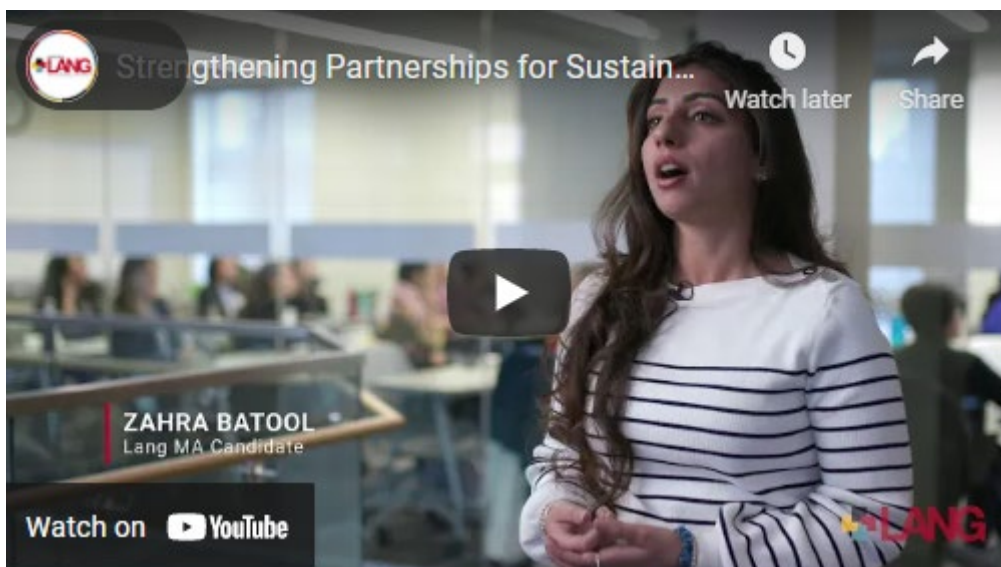 LANG
Strengthening Partnerships for Sustain...
Watch later
Share
ZAHRA BATOOL
Lang MA Candidate
Watch on YouTube
LANG